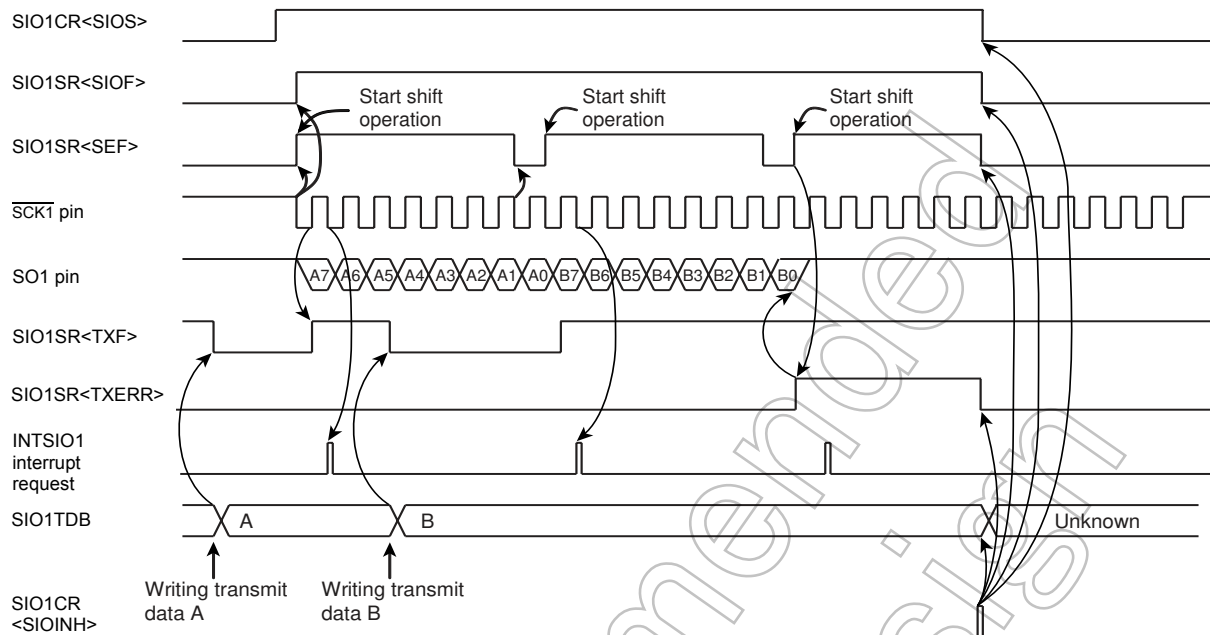 SIO1CR<SIOS>
SIO1SR<SIOF>
Start shift
operation
Start shift
operation
Start shift
operation
SIO1SR<SEF>
SCK1 pin
SO1 pin
A7 A6 A5 A4 A3 A2 A1 A0 B7 B6 B5 B4 B3 B2 B1 B0
SIO1SR<TXF>
SIO1SR<TXERR>
INTSIO1
interrupt
request
SIO1TDB
A
B
Unknown
Writing transmit
data A
Writing transmit
data B
SIO1CR
<SIOINH>
mended
sign